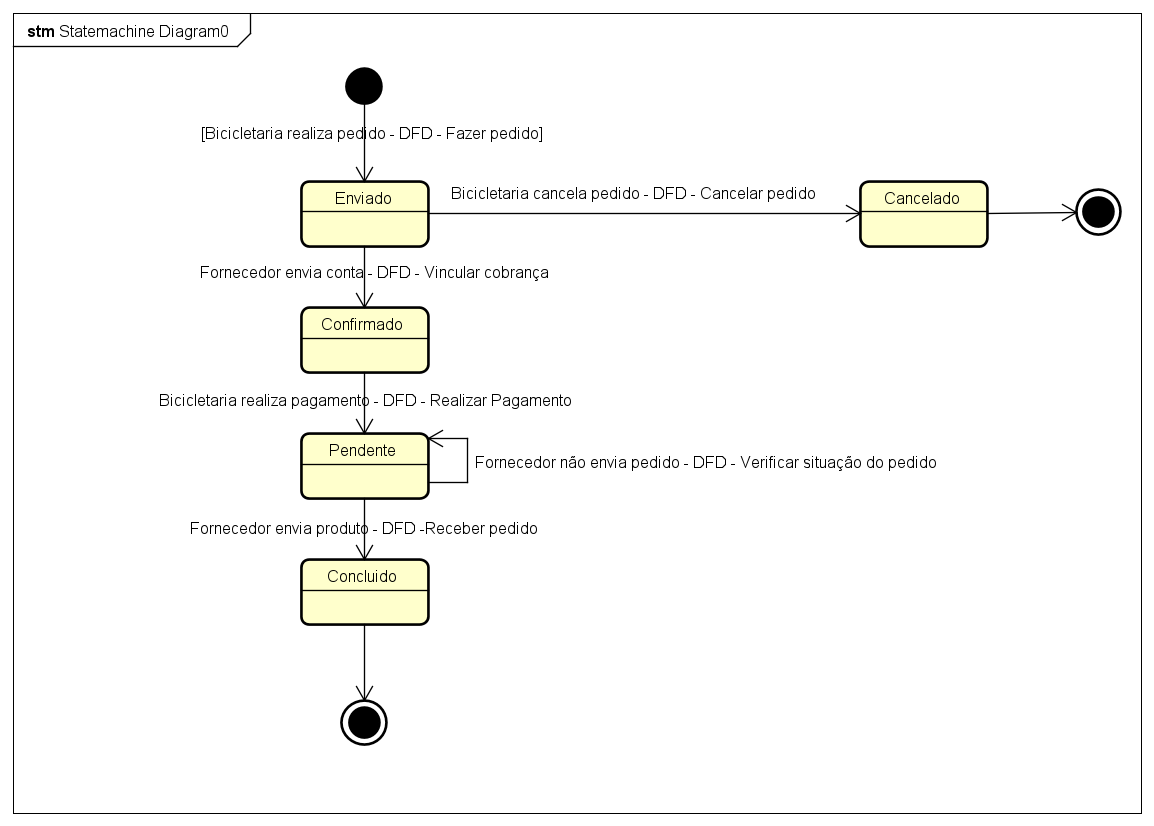 stm Statemachine Diagram0
[Bicicletaria realiza pedido - DFD - Fazer pedido]
Enviado
Bicicletaria cancela pedido - DFD - Cancelar pedido
Cancelado
Fornecedor envia conta - DFD - Vincular cobrança
Confirmado
Bicicletaria realiza pagamento - DFD - Realizar Pagamento
Pendente
Fornecedor não envia pedido - DFD - Verificar situação do pedido
Fornecedor envia produto - DFD -Receber pedido
Concluido